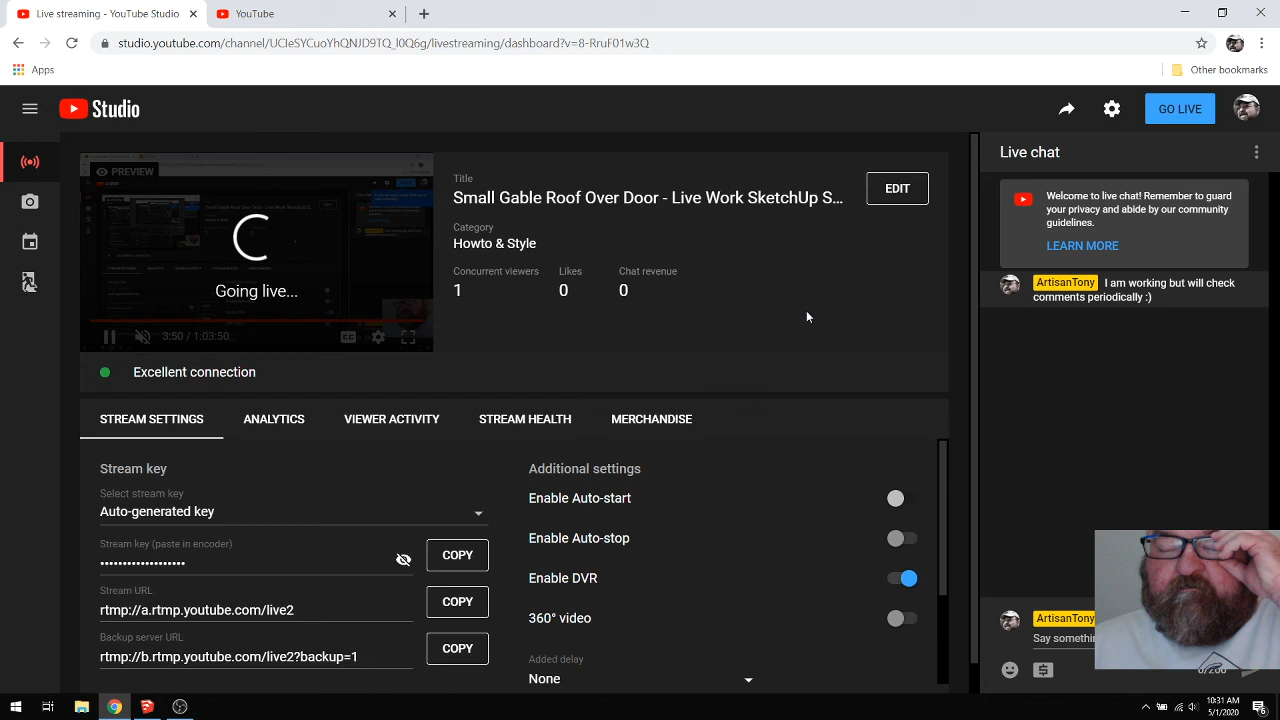 Live streaming - YouTube Studio
YouTube
studio.youtube.com/channel/UCIeSYCuoYhQNJD9TQ_l0Q6g/livestreaming/dashboard?v=8-RruF01w3Q
Apps
Other bookmarks
Studio
GO LIVE
PREVIEW
Going live...
3:50 / 1:03:50
Title
Small Gable Roof Over Door - Live Work SketchUp S...
EDIT
Category
Howto & Style
Concurrent viewers
Likes
Chat revenue
1
0
0
Excellent connection
STREAM SETTINGS
ANALYTICS
VIEWER ACTIVITY
STREAM HEALTH
MERCHANDISE
Stream key
Select stream key
Auto-generated key
Stream key (paste in encoder)
COPY
Stream URL
rtmp://a.rtmp.youtube.com/live2
COPY
Backup server URL
rtmp://b.rtmp.youtube.com/live2?backup=1
COPY
Additional settings
Enable Auto-start
Enable Auto-stop
Enable DVR
360° video
Added delay
None
Live chat
Welcome to live chat! Remember to guard
your privacy and abide by our community
guidelines.
LEARN MORE
ArtisanTony I am working but will check
comments periodically :)
ArtisanTony
Say somethin
0/200
10:31 AM
5/1/2020
6